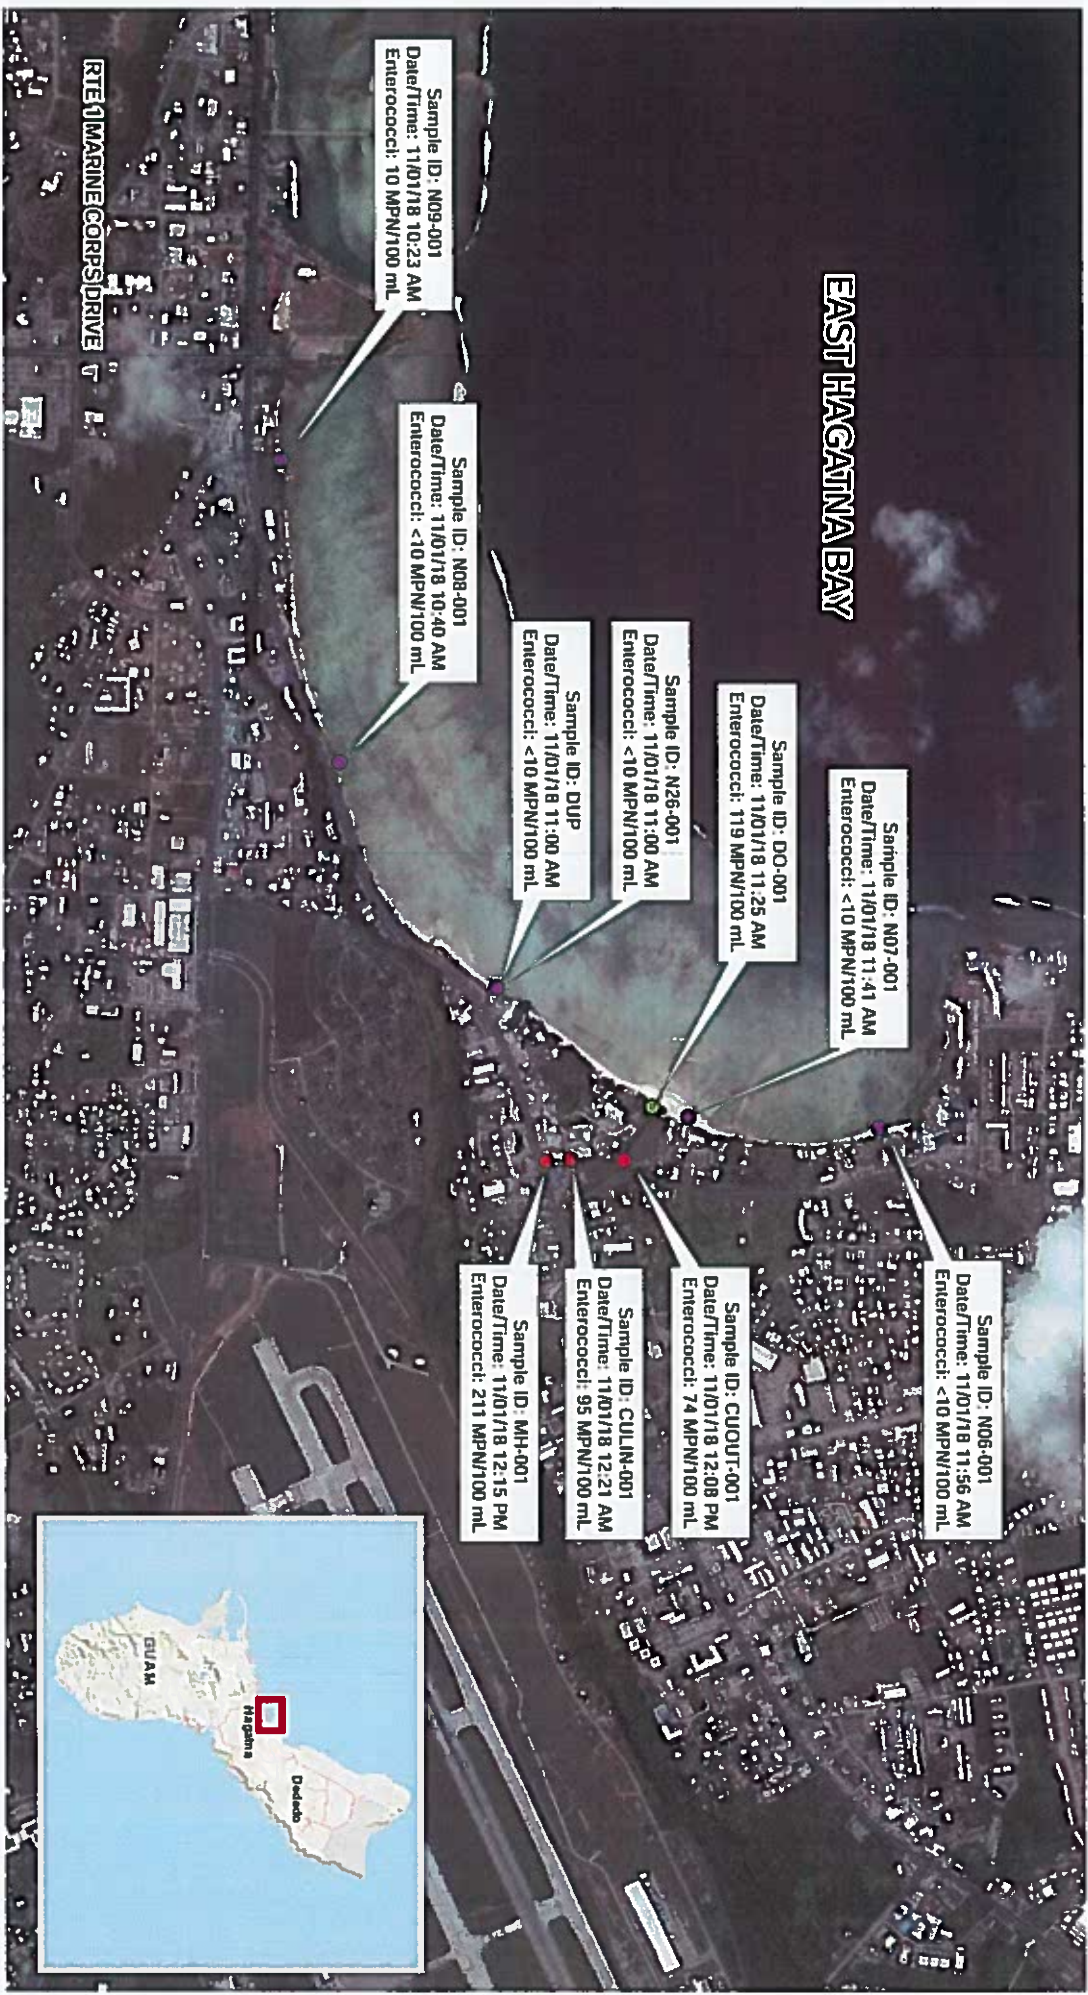 EAST HAGATNA BAY
Sample ID: N06-001
Date/Time: 11/01/18 11:56 AM
Enterococci: <10 MPN/100 mL
Sample ID: N07-001
Date/Time: 11/01/18 11:41 AM
Enterococci: <10 MPN/100 mL
Sample ID: DO-001
Date/Time: 11/01/18 11:25 AM
Enterococci: 119 MPN/100 mL
Sample ID: CUOUT-001
Date/Time: 11/01/18 12:08 PM
Enterococci: 74 MPN/100 mL
Sample ID: N26-001
Date/Time: 11/01/18 11:00 AM
Enterococci: <10 MPN/100 mL
Sample ID: CULIN-001
Date/Time: 11/01/18 12:21 AM
Enterococci: 95 MPN/100 mL
Sample ID: DUP
Date/Time: 11/01/18 11:00 AM
Enterococci: <10 MPN/100 mL
Sample ID: MH-001
Date/Time: 11/01/18 12:15 PM
Enterococci: 211 MPN/100 mL
Sample ID: N08-001
Date/Time: 11/01/18 10:40 AM
Enterococci: <10 MPN/100 mL
Sample ID: N09-001
Date/Time: 11/01/18 10:23 AM
Enterococci: 10 MPN/100 mL
RTE 1 MARINE CORPS DRIVE
Dededo
Hagatna
GUAM